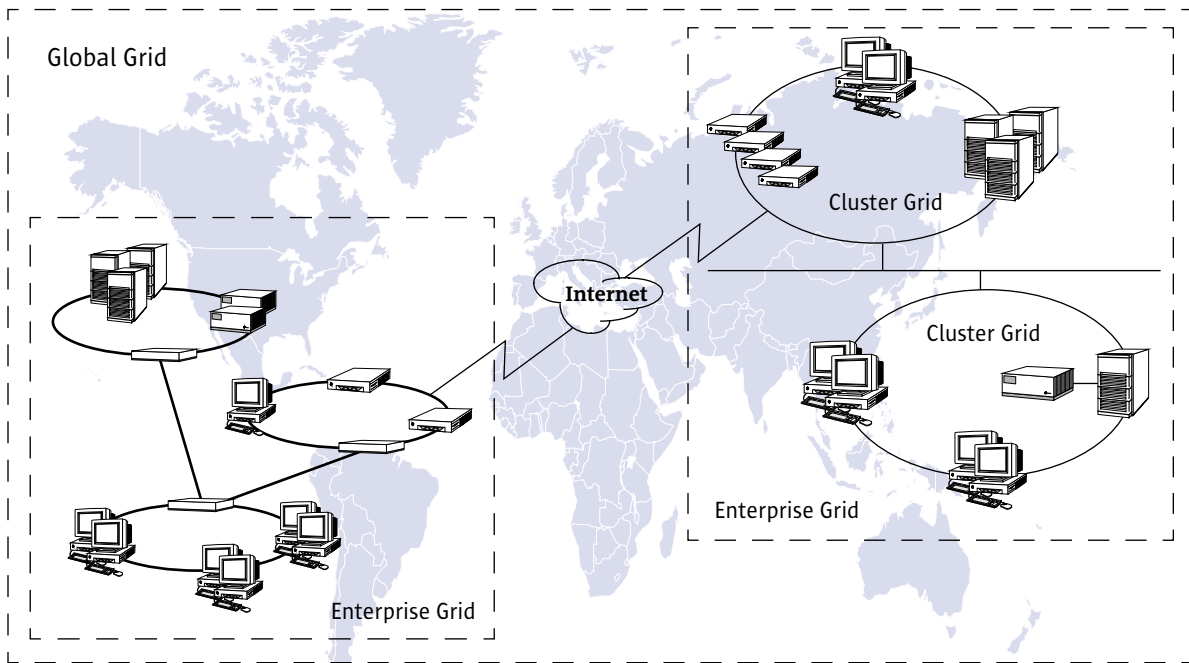 Global Grid
Cluster Grid
Internet
Cluster Grid
Enterprise Grid
Enterprise Grid